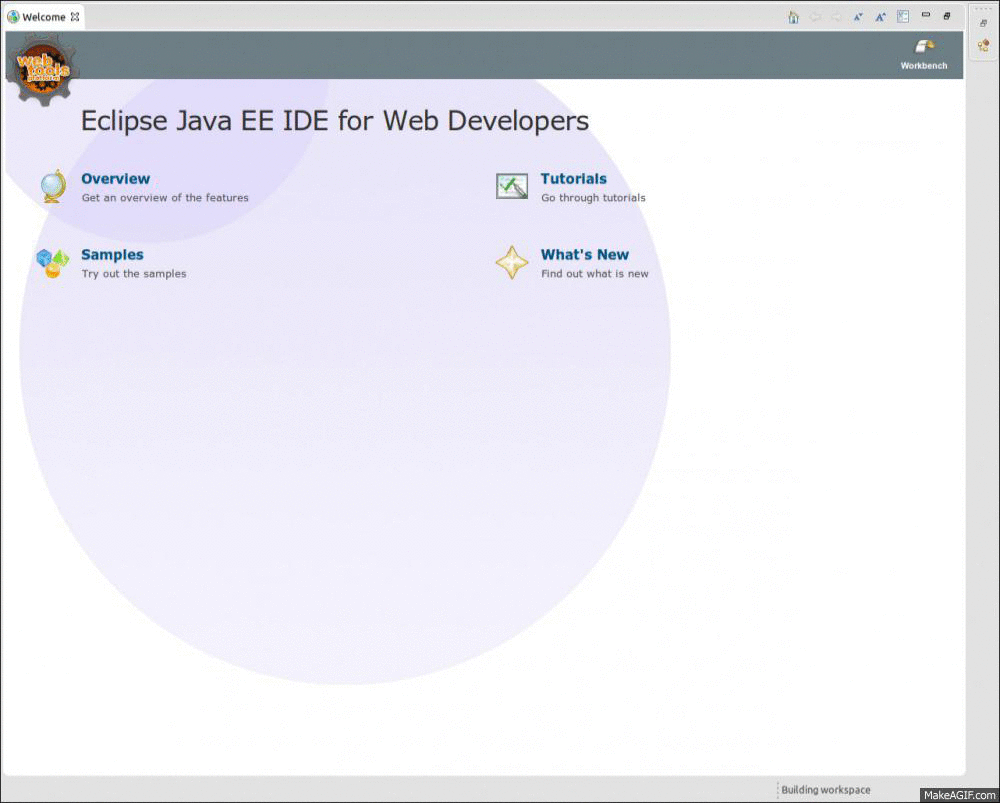 Welcome
Workbench
web
tools
platform
Eclipse Java EE IDE for Web Developers
Overview
Get an overview of the features
Tutorials
Go through tutorials
Samples
Try out the samples
What's New
Find out what is new
Building workspace
MakeAGIF.com